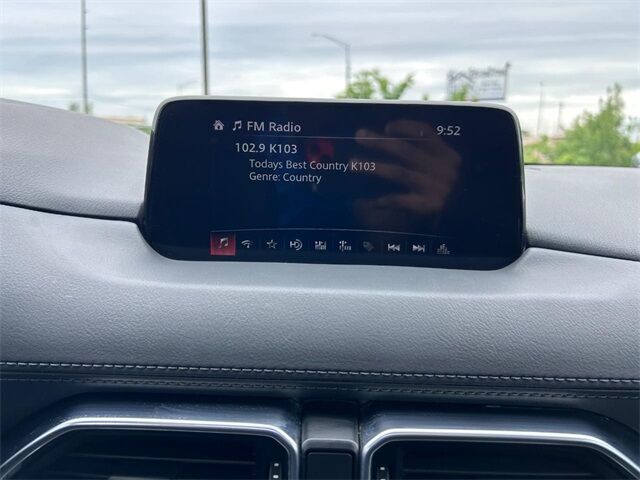 FM Radio 9:52
102.9 K103
Todays Best Country K103
Genre: Country